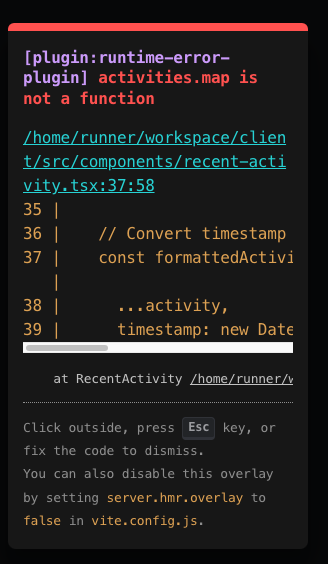 [plugin:runtime-error-
plugin] activities.map is
not a function
/home/runner/workspace/clien
t/src/components/recent-acti
vity.tsx:37:58
35 |
36 |    // Convert timestamp
37 |    const formattedActivi
|
38 |      ...activity,
39 |      timestamp: new Date
at RecentActivity /home/runner/w
Click outside, press Esc key, or
fix the code to dismiss.
You can also disable this overlay
by setting server.hmr.overlay to
false in vite.config.js.